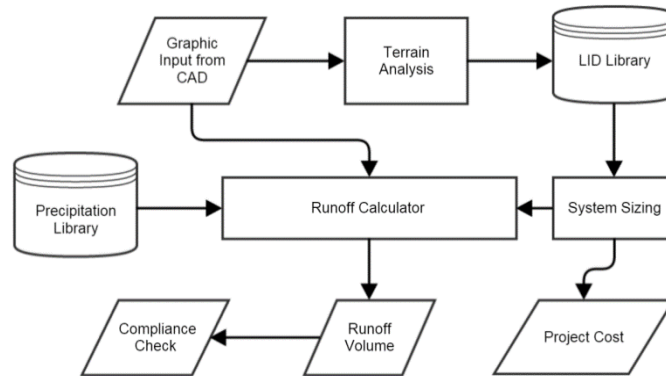 Graphic
Input from
CAD
Terrain
Analysis
LID Library
Precipitation
Library
Runoff Calculator
System Sizing
Compliance
Check
Runoff
Volume
Project Cost